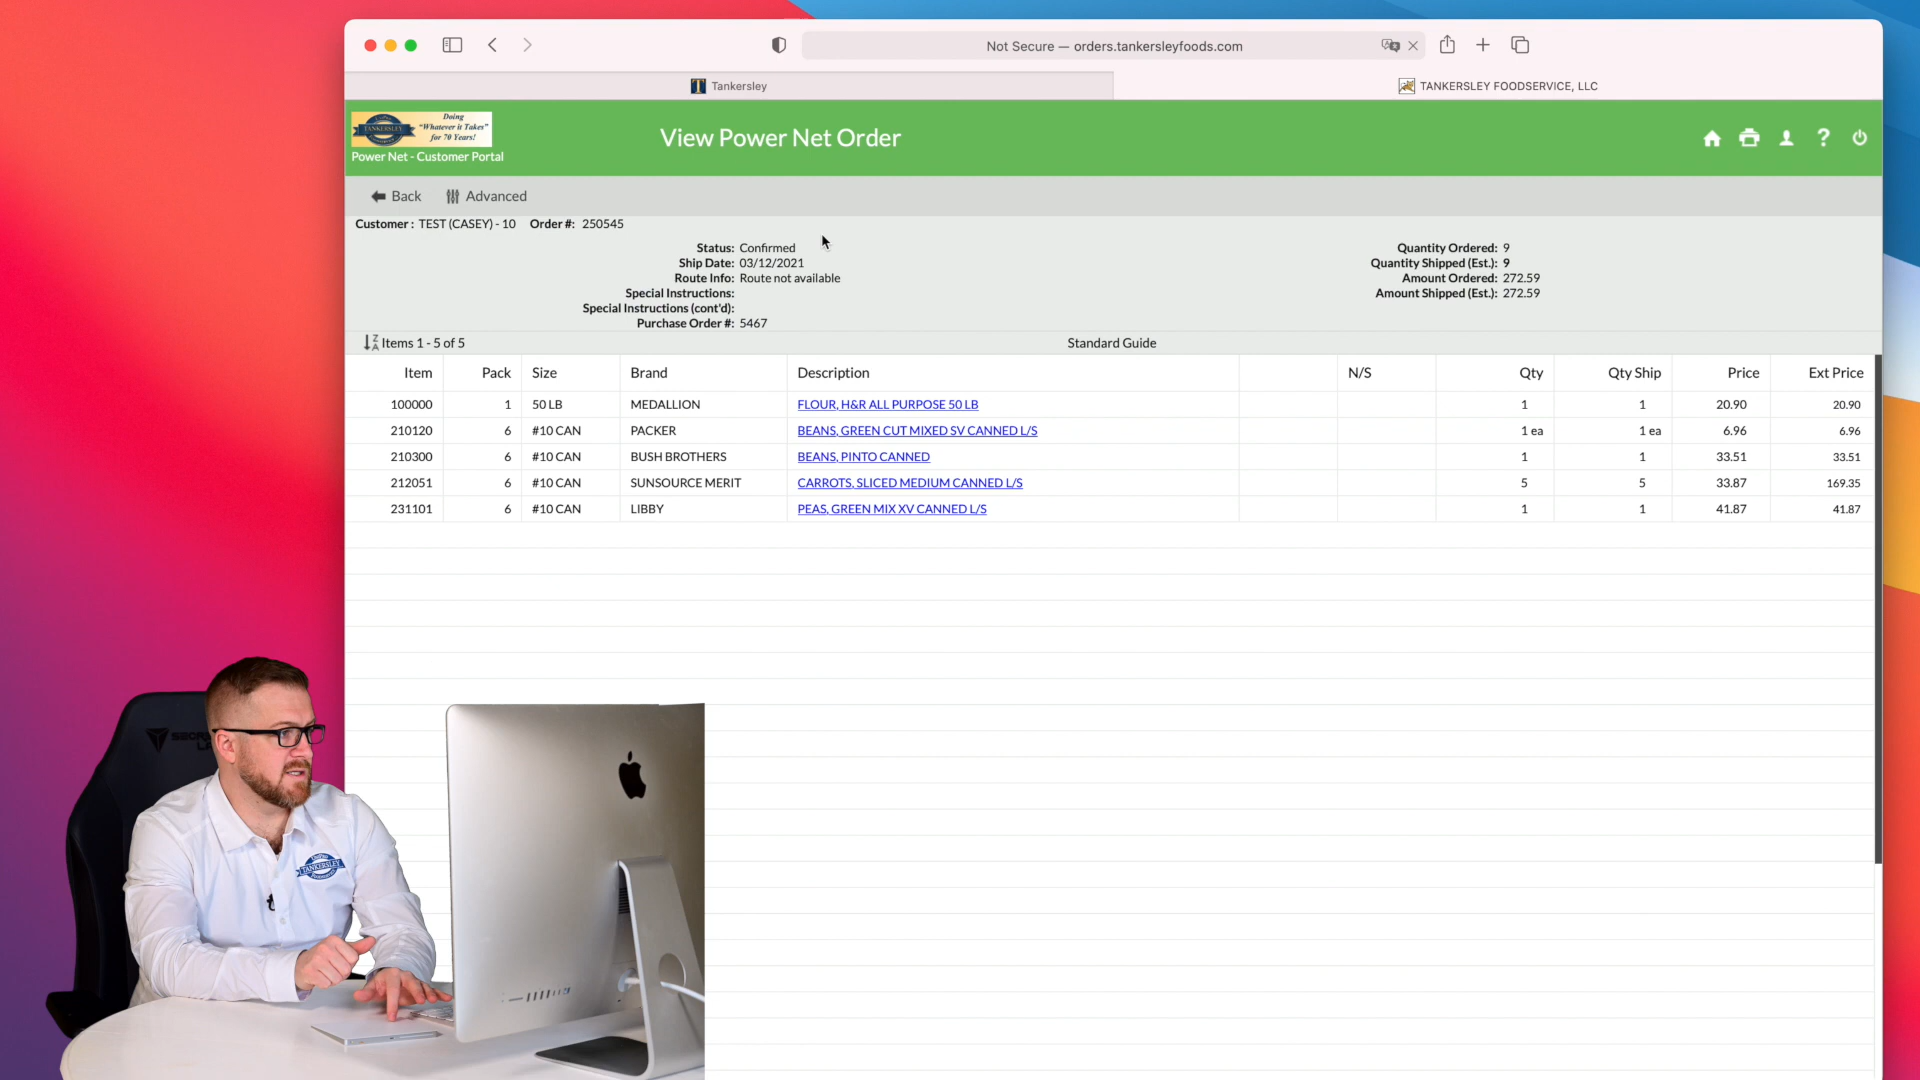 Not Secure — orders.tankersleyfoods.com
Tankersley
TANKERSLEY FOODSERVICE, LLC
TANKERSLEY
Doing
"Whatever it Takes"
for 70 Years!
Power Net - Customer Portal
View Power Net Order
?
Back
Advanced
Customer : TEST (CASEY) - 10 Order #: 250545
Status: Confirmed
Ship Date: 03/12/2021
Route Info: Route not available
Special Instructions:
Special Instructions (cont'd):
Purchase Order #: 5467
Quantity Ordered: 9
Quantity Shipped (Est.): 9
Amount Ordered: 272.59
Amount Shipped (Est.): 272.59
Items 1 - 5 of 5
Standard Guide
Item Pack Size Brand Description N/S Qty Qty Ship Price Ext Price
100000 1 50 LB MEDALLION FLOUR, H&R ALL PURPOSE 50 LB 1 1 20.90 20.90
210120 6 #10 CAN PACKER BEANS, GREEN CUT MIXED SV CANNED L/S 1 ea 1 ea 6.96 6.96
210300 6 #10 CAN BUSH BROTHERS BEANS, PINTO CANNED 1 1 33.51 33.51
212051 6 #10 CAN SUNSOURCE MERIT CARROTS, SLICED MEDIUM CANNED L/S 5 5 33.87 169.35
231101 6 #10 CAN LIBBY PEAS, GREEN MIX XV CANNED L/S 1 1 41.87 41.87
TANKERSLEY